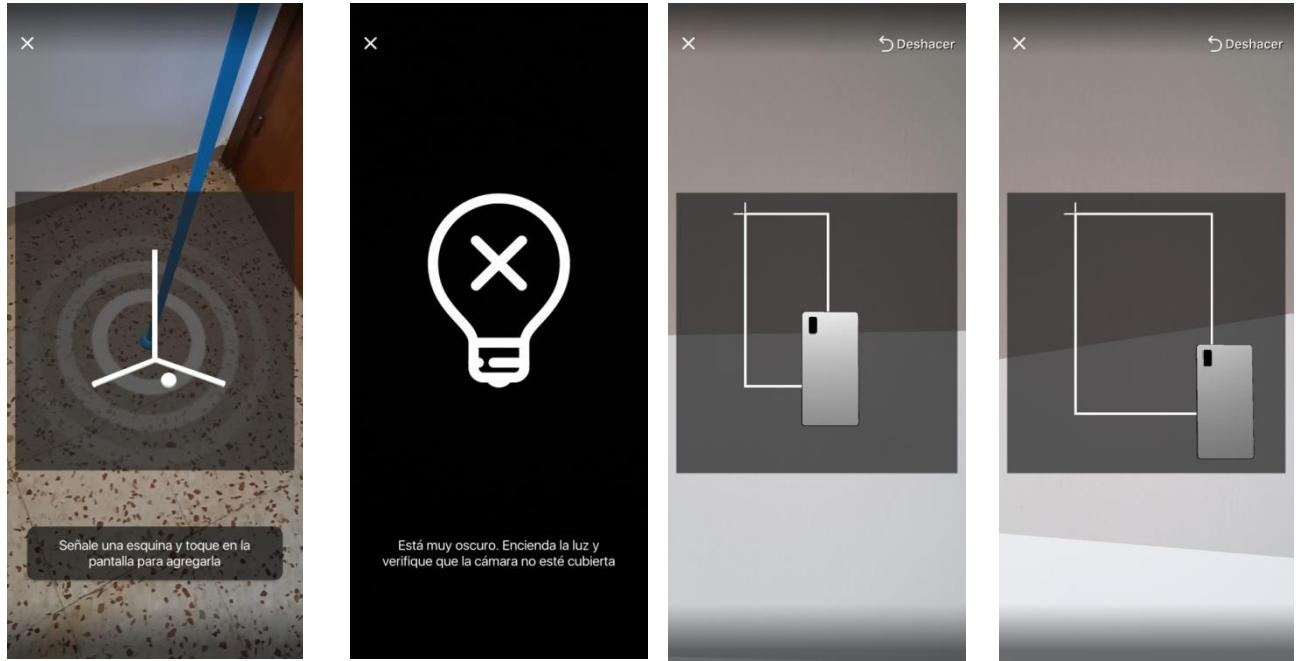 Deshacer
Deshacer
Señale una esquina y toque en la
pantalla para agregarla
Está muy oscuro. Encienda la luz y
verifique que la cámara no esté cubierta